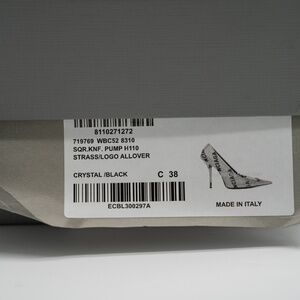 8110271272
719769 WBC52 8310
SQR.KNF. PUMP H110
STRASS/LOGO ALLOVER
CRYSTAL /BLACK C 38
ECBL300297A
MADE IN ITALY